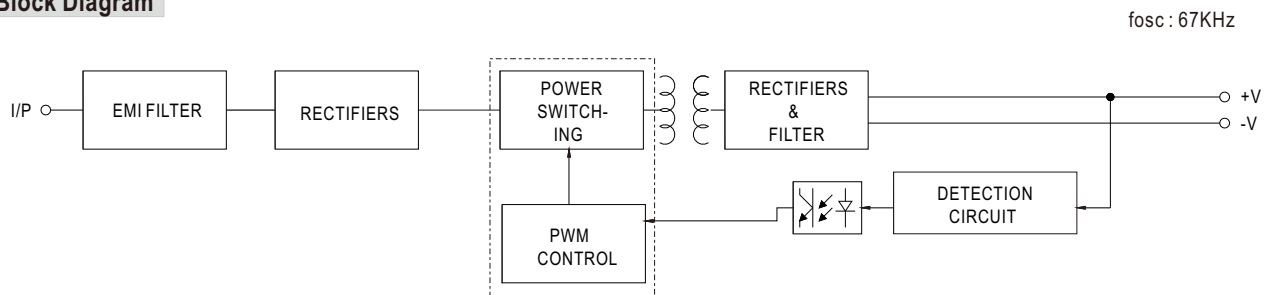 Block Diagram
fosc : 67KHz
I/P
EMI FILTER
RECTIFIERS
POWER
SWITCH-
ING
RECTIFIERS
&
FILTER
+V
-V
DETECTION
CIRCUIT
PWM
CONTROL